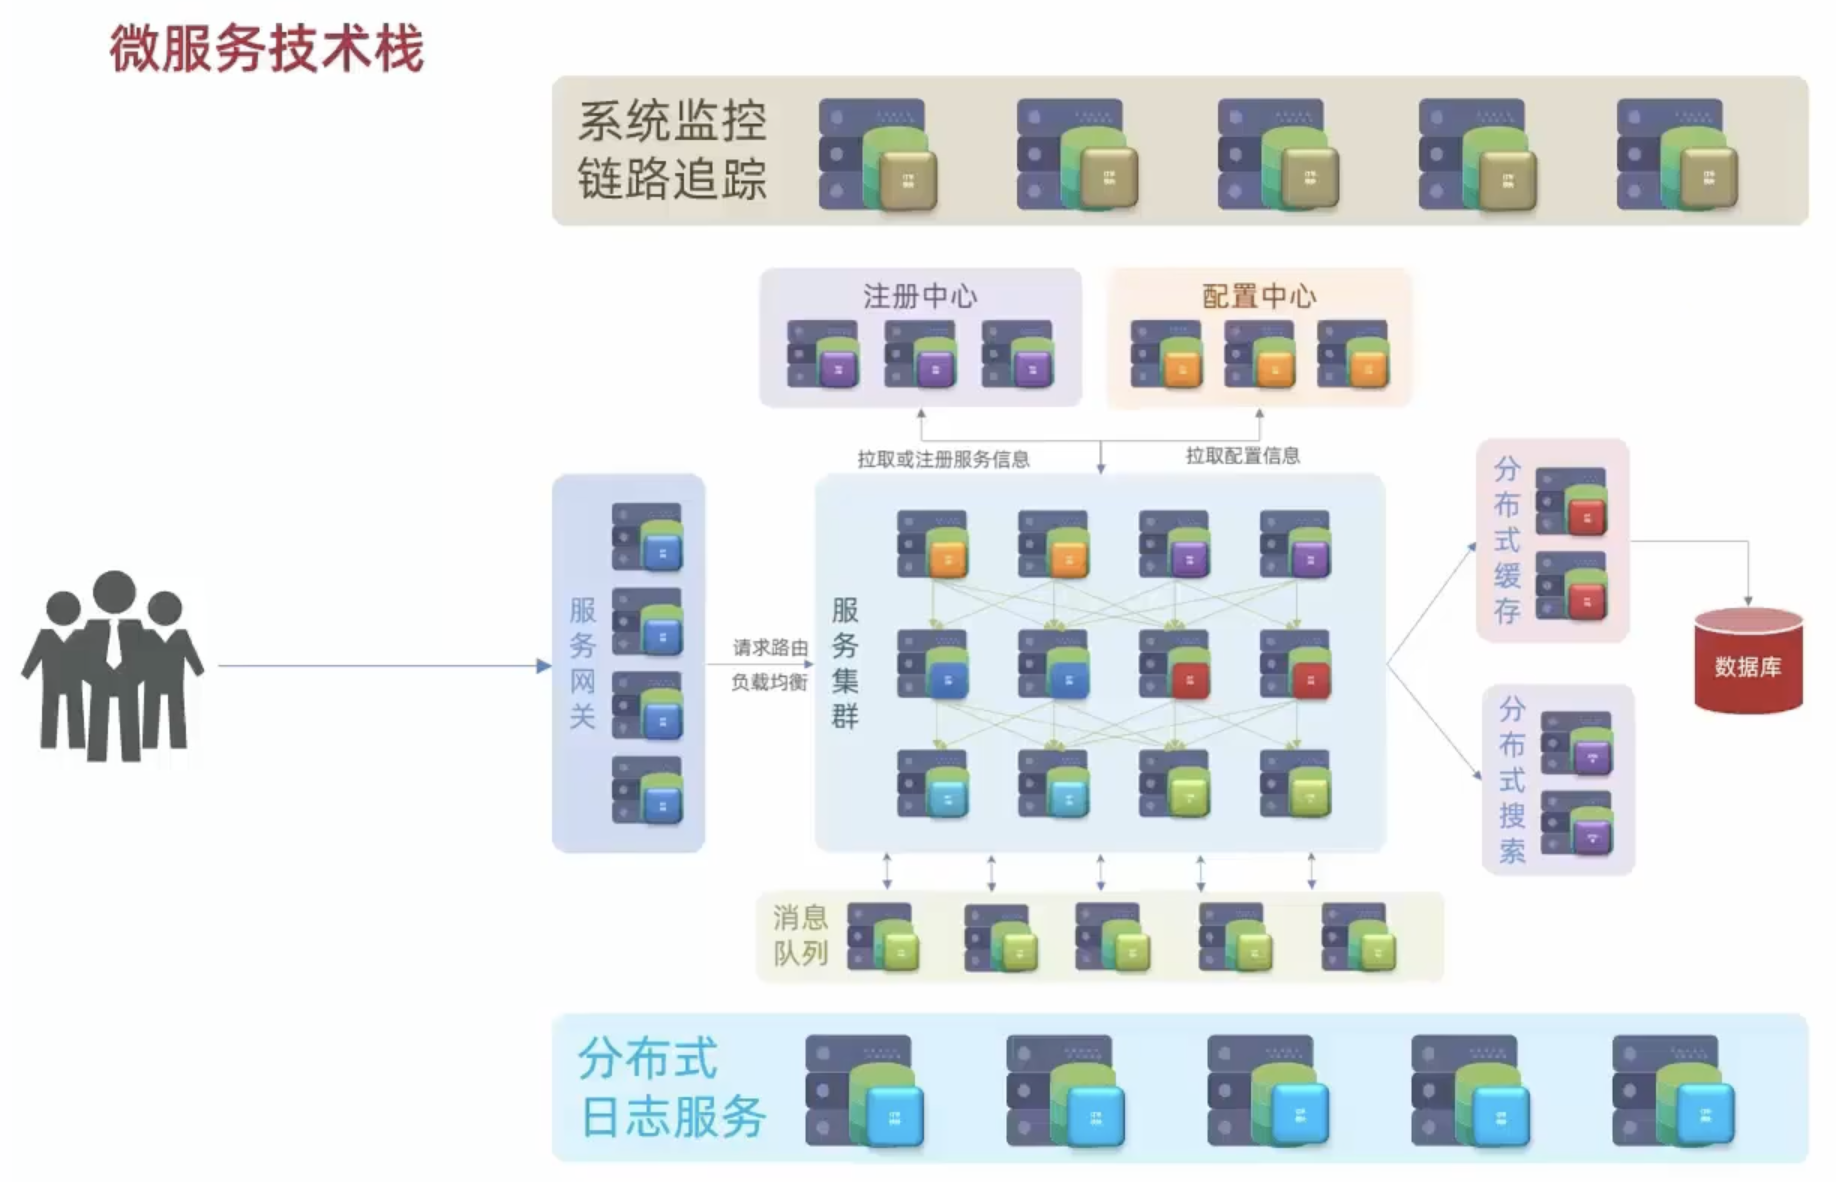 微服务技术栈
系统监控
链路追踪
注册中心
配置中心
拉取或注册服务信息
拉取配置信息
服务网关
请求路由
负载均衡
服务集群
分布式缓存
数据库
分布式搜索
消息
队列
分布式
日志服务